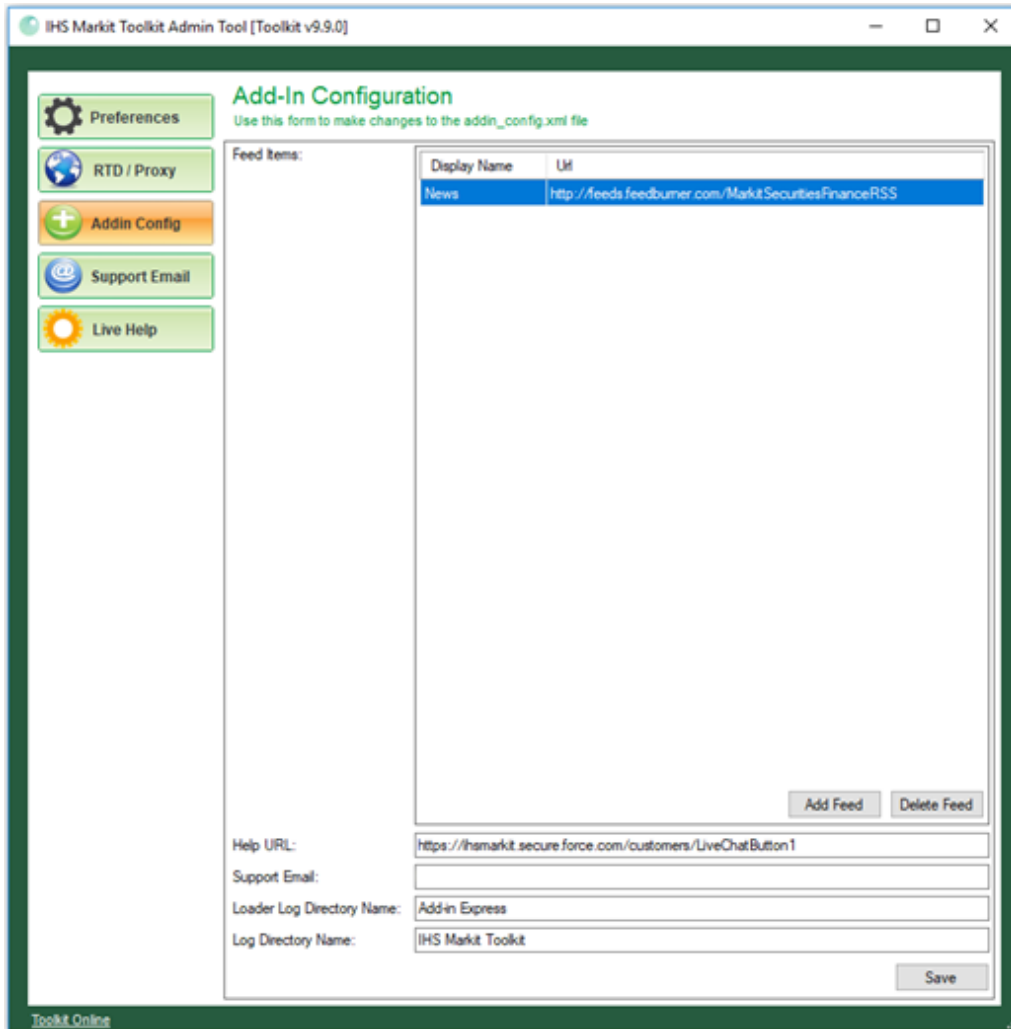 IHS Markit Toolkit Admin Tool [Toolkit v9.9.0]
Preferences
RTD / Proxy
Addin Config
Support Email
Live Help
Add-In Configuration
Use this form to make changes to the addin_config.xml file
Feed Items:
Display Name Url
News http://feeds.feedburner.com/MarkitSecuritiesFinanceRSS
Add Feed Delete Feed
Help URL: https://ihsmarkit.secure.force.com/customers/LiveChatButton1
Support Email:
Loader Log Directory Name: Add-in Express
Log Directory Name: IHS Markit Toolkit
Save
Toolkit Online